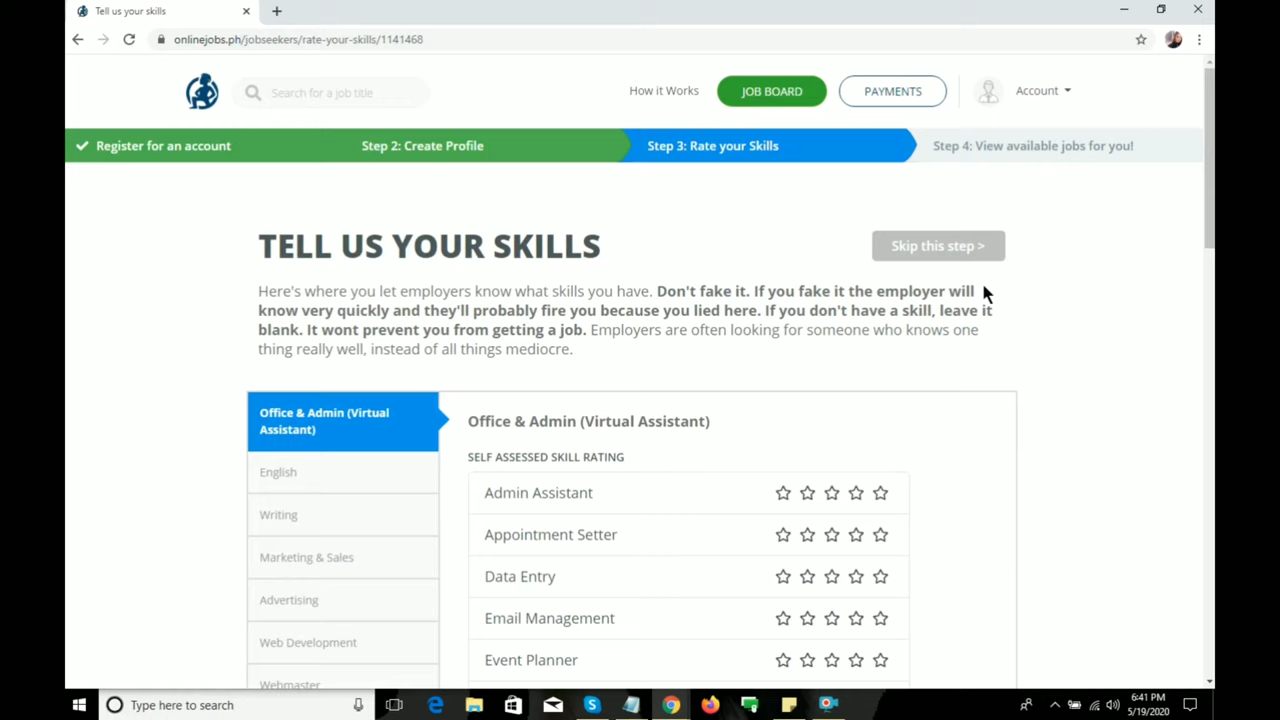 Tell us your skills
onlinejobs.ph/jobseekers/rate-your-skills/1141468
Search for a job title
How it Works
JOB BOARD
PAYMENTS
Account
Register for an account
Step 2: Create Profile
Step 3: Rate your Skills
Step 4: View available jobs for you!
TELL US YOUR SKILLS
Skip this step >
Here's where you let employers know what skills you have. Don't fake it. If you fake it the employer will
know very quickly and they'll probably fire you because you lied here. If you don't have a skill, leave it
blank. It wont prevent you from getting a job. Employers are often looking for someone who knows one
thing really well, instead of all things mediocre.
Office & Admin (Virtual
Assistant)
English
Writing
Marketing & Sales
Advertising
Web Development
Webmaster
Office & Admin (Virtual Assistant)
SELF ASSESSED SKILL RATING
Admin Assistant
Appointment Setter
Data Entry
Email Management
Event Planner
Type here to search
6:41 PM
5/19/2020